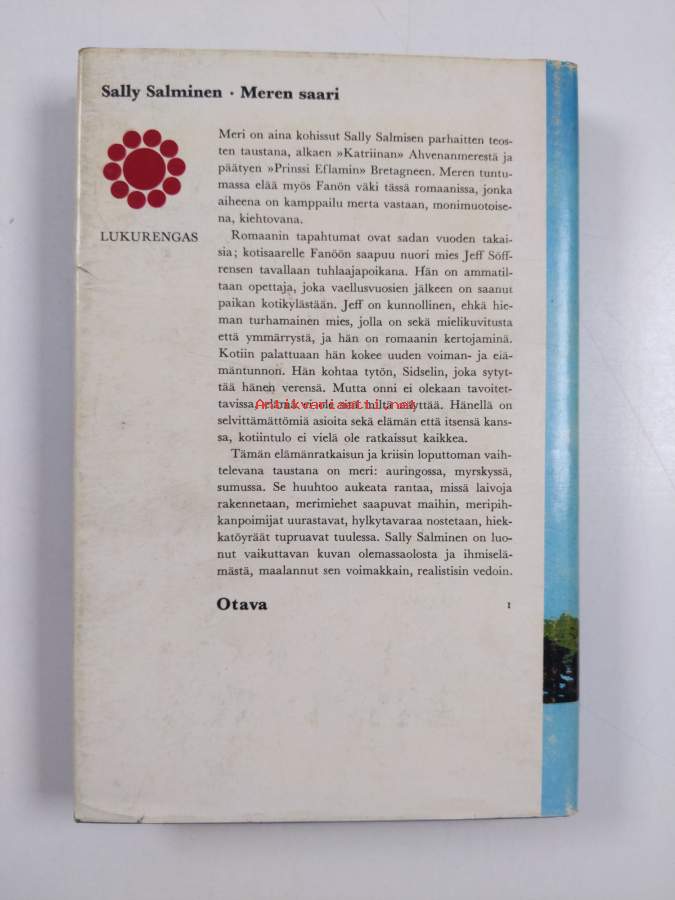 Sally Salminen · Meren saari
LUKURENGAS
Meri on aina kohissut Sally Salmisen parhaitten teos-
ten taustana, alkaen »Katriinan» Ahvenanmerestä ja
päätyen »Prinssi Eflamin» Bretagneen. Meren tuntu-
massa elää myös Fanön väki tässä romaanissa, jonka
aiheena on kamppailu merta vastaan, monimuotoise-
na, kiehtovana.
Romaanin tapahtumat ovat sadan vuoden takai-
sia; kotisaarelle Fanöön saapuu nuori mies Jeff Söff-
rensen tavallaan tuhlaajapoikana. Hän on ammatil-
taan opettaja, joka vaellusvuosien jälkeen on saanut
paikan kotikylästään. Jeff on kunnollinen, ehkä hie-
man turhamainen mies, jolla on sekä mielikuvitusta
että ymmärrystä, ja hän on romaanin kertojaminä.
Kotiin palattuaan hän kokee uuden voiman- ja elä-
mäntunnon. Hän kohtaa tytön, Sidselin, joka sytyt-
tää hänen verensä. Mutta onni ei olekaan tavoitet-
tavissa, elämä ei ole sitä miltä näyttää. Hänellä on
selvittämättömiä asioita sekä elämän että itsensä kans-
sa, kotiintulo ei vielä ole ratkaissut kaikkea.
Tämän elämänratkaisun ja kriisin loputtoman vaih-
televana taustana on meri: auringossa, myrskyssä,
sumussa. Se huuhtoo aukeata rantaa, missä laivoja
rakennetaan, merimiehet saapuvat maihin, meripih-
kanpoimijat uurastavat, hylkytavaraa nostetaan, hiek-
katöyräät tupruavat tuulessa. Sally Salminen on luo-
nut vaikuttavan kuvan olemassaolosta ja ihmiselä-
mästä, maalannut sen voimakkain, realistisin vedoin.
Otava
1